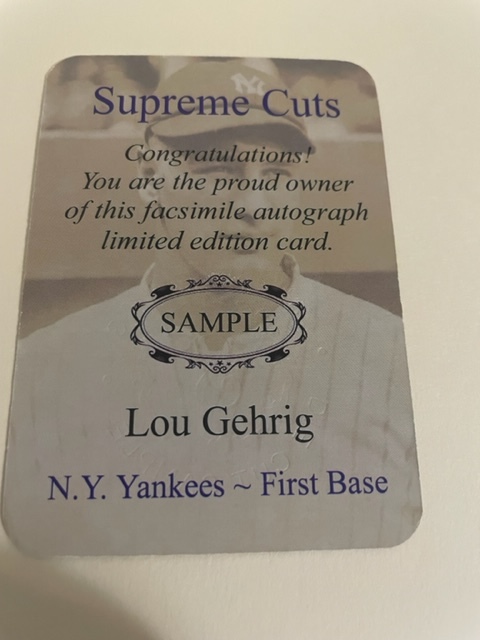 NY
Supreme Cuts
Congratulations!
You are the proud owner
of this facsimile autograph
limited edition card.
SAMPLE
Lou Gehrig
N.Y. Yankees ~ First Base